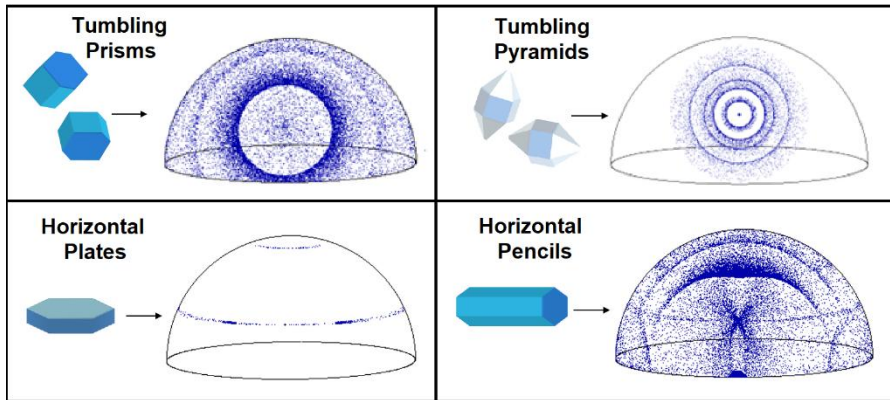 Tumbling
Prisms
Tumbling
Pyramids
Horizontal
Plates
Horizontal
Pencils